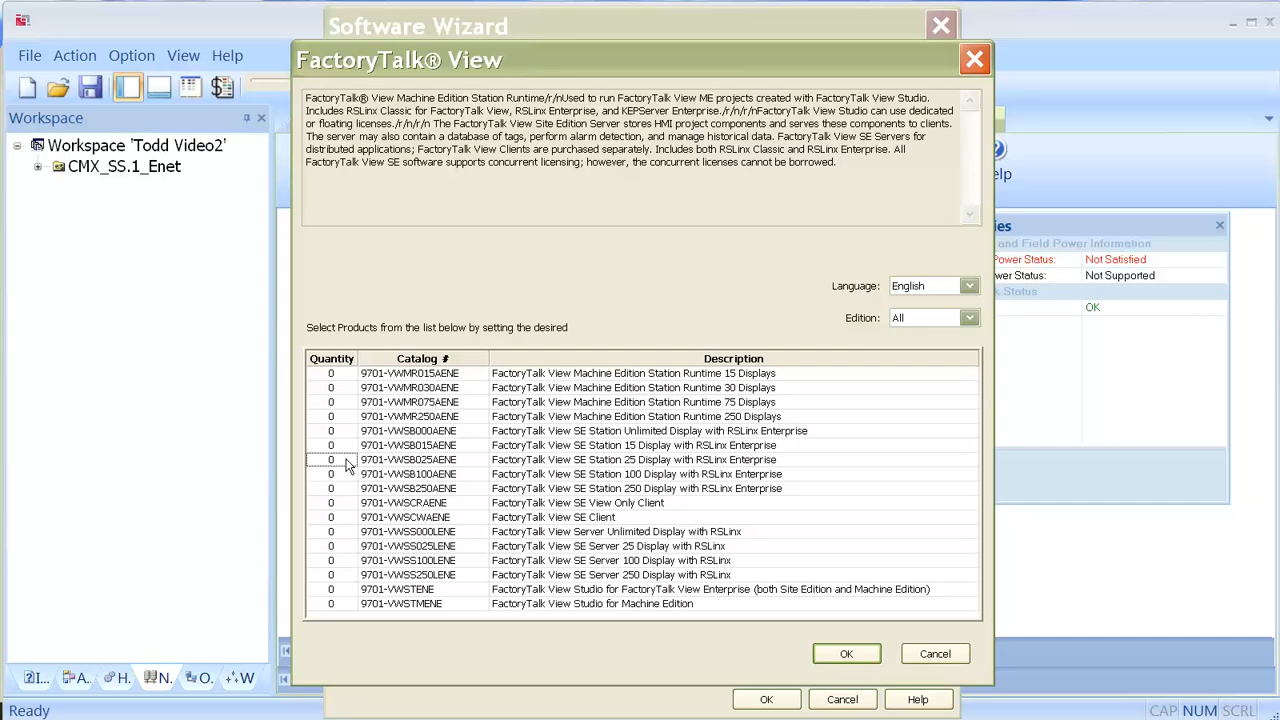 Software Wizard
FactoryTalk® View
File Action Option View Help
Workspace
Workspace 'Todd Video2'
CMX_SS.1_Enet
FactoryTalk® View Machine Edition Station Runtime/r/nUsed to run FactoryTalk View ME projects created with FactoryTalk View Studio.
Includes RSLinx Classic for FactoryTalk View, RSLinx Enterprise, and KEPServer Enterprise./r/n/r/nFactoryTalk View Studio can use dedicated
or floating licenses./r/n/r/n The FactoryTalk View Site Edition Server stores HMI project components and serves these components to clients.
The server may also contain a database of tags, perform alarm detection, and manage historical data. FactoryTalk View SE Servers for
distributed applications; FactoryTalk View Clients are purchased separately. Includes both RSLinx Classic and RSLinx Enterprise. All
FactoryTalk View SE software supports concurrent licensing; however, the concurrent licenses cannot be borrowed.
elp
ies
and Field Power Information
Power Status: Not Satisfied
wer Status: Not Supported
k Status
OK
Language: English
Edition: All
Select Products from the list below by setting the desired
Quantity Catalog # Description
0 9701-VWMR015AENE FactoryTalk View Machine Edition Station Runtime 15 Displays
0 9701-VWMR030AENE FactoryTalk View Machine Edition Station Runtime 30 Displays
0 9701-VWMR075AENE FactoryTalk View Machine Edition Station Runtime 75 Displays
0 9701-VWMR250AENE FactoryTalk View Machine Edition Station Runtime 250 Displays
0 9701-VWSB000AENE FactoryTalk View SE Station Unlimited Display with RSLinx Enterprise
0 9701-VWSB015AENE FactoryTalk View SE Station 15 Display with RSLinx Enterprise
0 9701-VWSB025AENE FactoryTalk View SE Station 25 Display with RSLinx Enterprise
0 9701-VWSB100AENE FactoryTalk View SE Station 100 Display with RSLinx Enterprise
0 9701-VWSB250AENE FactoryTalk View SE Station 250 Display with RSLinx Enterprise
0 9701-VWSCRAENE FactoryTalk View SE View Only Client
0 9701-VWSCWAENE FactoryTalk View SE Client
0 9701-VWSS000LENE FactoryTalk View Server Unlimited Display with RSLinx
0 9701-VWSS025LENE FactoryTalk View SE Server 25 Display with RSLinx
0 9701-VWSS100LENE FactoryTalk View SE Server 100 Display with RSLinx
0 9701-VWSS250LENE FactoryTalk View SE Server 250 Display with RSLinx
0 9701-VWSTENE FactoryTalk View Studio for FactoryTalk View Enterprise (both Site Edition and Machine Edition)
0 9701-VWSTMENE FactoryTalk View Studio for Machine Edition
OK Cancel
I... A... H... N... O... W
OK Cancel Help
Ready
CAP NUM SCRL